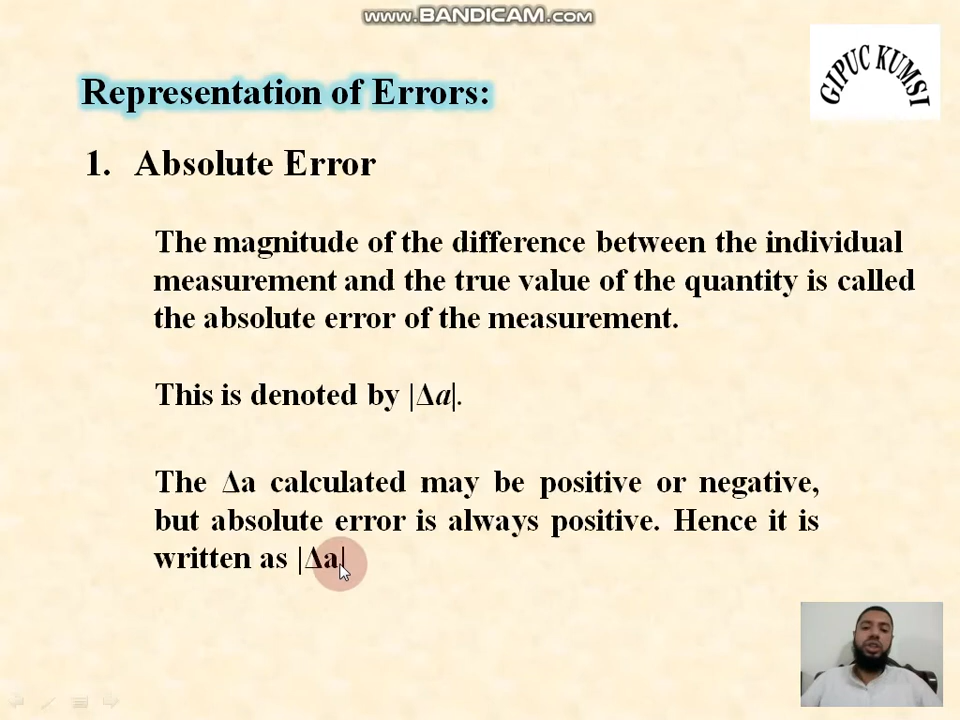 www.BANDICAM.com
GIPUC KUMSI
Representation of Errors:
1. Absolute Error
The magnitude of the difference between the individual
measurement and the true value of the quantity is called
the absolute error of the measurement.
This is denoted by |Δa|.
The Δa calculated may be positive or negative,
but absolute error is always positive. Hence it is
written as |Δa|